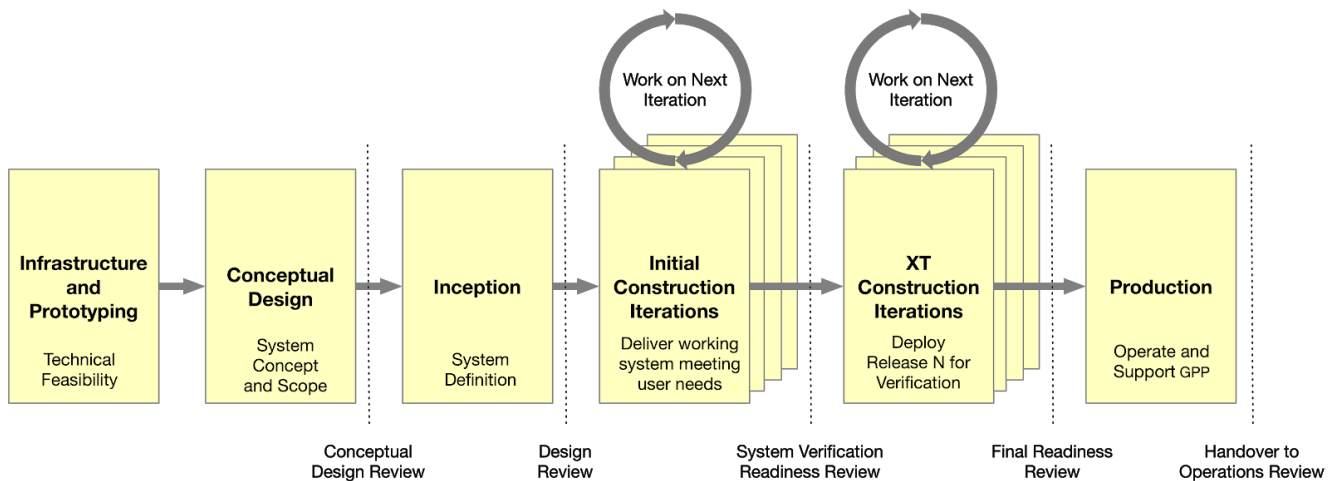 Work on Next
Iteration
Work on Next
Iteration
Infrastructure
and
Prototyping
Technical
Feasibility
Conceptual
Design
System
Concept
and Scope
Inception
System
Definition
Initial
Construction
Iterations
Deliver working
system meeting
user needs
XT
Construction
Iterations
Deploy
Release N for
Verification
Production
Operate and
Support GPP
Conceptual
Design Review
Design
Review
System Verification
Readiness Review
Final Readiness
Review
Handover to
Operations Review